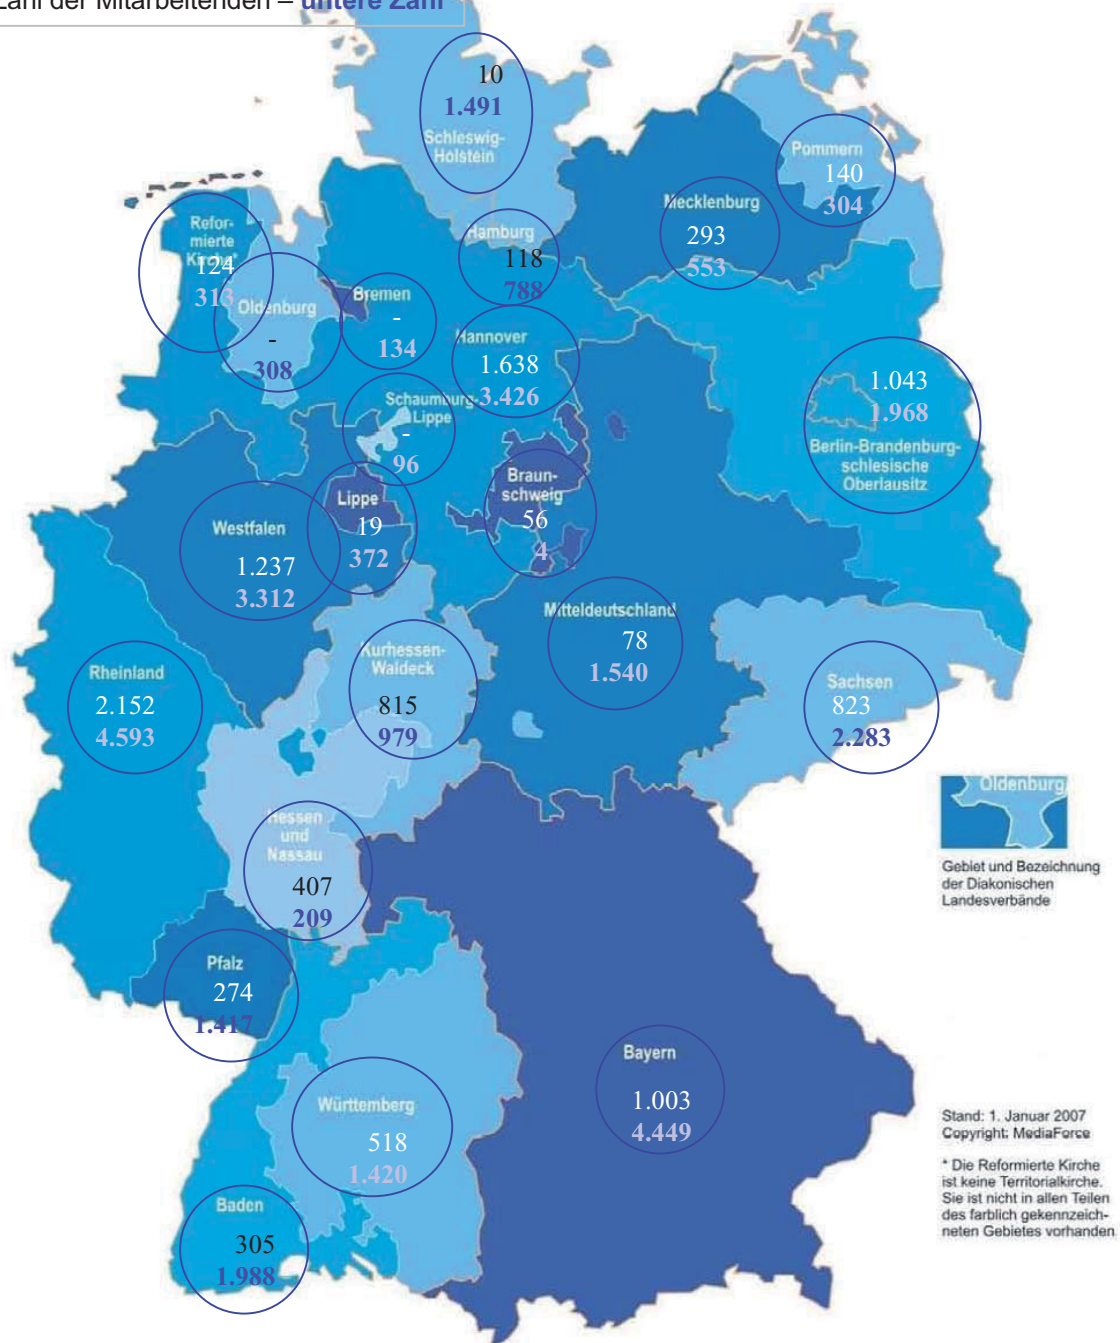 Zahl der Mitarbeitenden – untere Zahl
10
1.491
Schleswig-
Holstein
Pommern
140
304
Mecklenburg
293
553
Hamburg
118
788
Refor-
mierte
Kirche*
124
313
Oldenburg
-
308
Bremen
-
134
Hannover
1.638
3.426
1.043
1.968
Berlin-Brandenburg-
schlesische
Oberlausitz
Schaumburg-
Lippe
-
96
Braun-
schweig
56
4
Lippe
19
372
Westfalen
1.237
3.312
Mitteldeutschland
78
1.540
Kurhessen-
Waldeck
815
979
Rheinland
2.152
4.593
Sachsen
823
2.283
Hessen
und
Nassau
407
209
Oldenburg
Gebiet und Bezeichnung
der Diakonischen
Landesverbände
Pfalz
274
1.417
Bayern
1.003
4.449
Württemberg
518
1.420
Baden
305
1.988
Stand: 1. Januar 2007
Copyright: MediaForce
* Die Reformierte Kirche
ist keine Territorialkirche.
Sie ist nicht in allen Teilen
des farblich gekennzeich-
neten Gebietes vorhanden